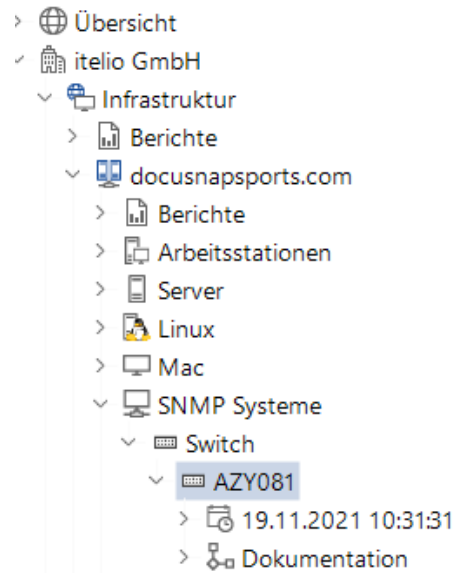 Übersicht
itelio GmbH
Infrastruktur
Berichte
docusnapsports.com
Berichte
Arbeitsstationen
Server
Linux
Mac
SNMP Systeme
Switch
AZY081
19.11.2021 10:31:31
Dokumentation